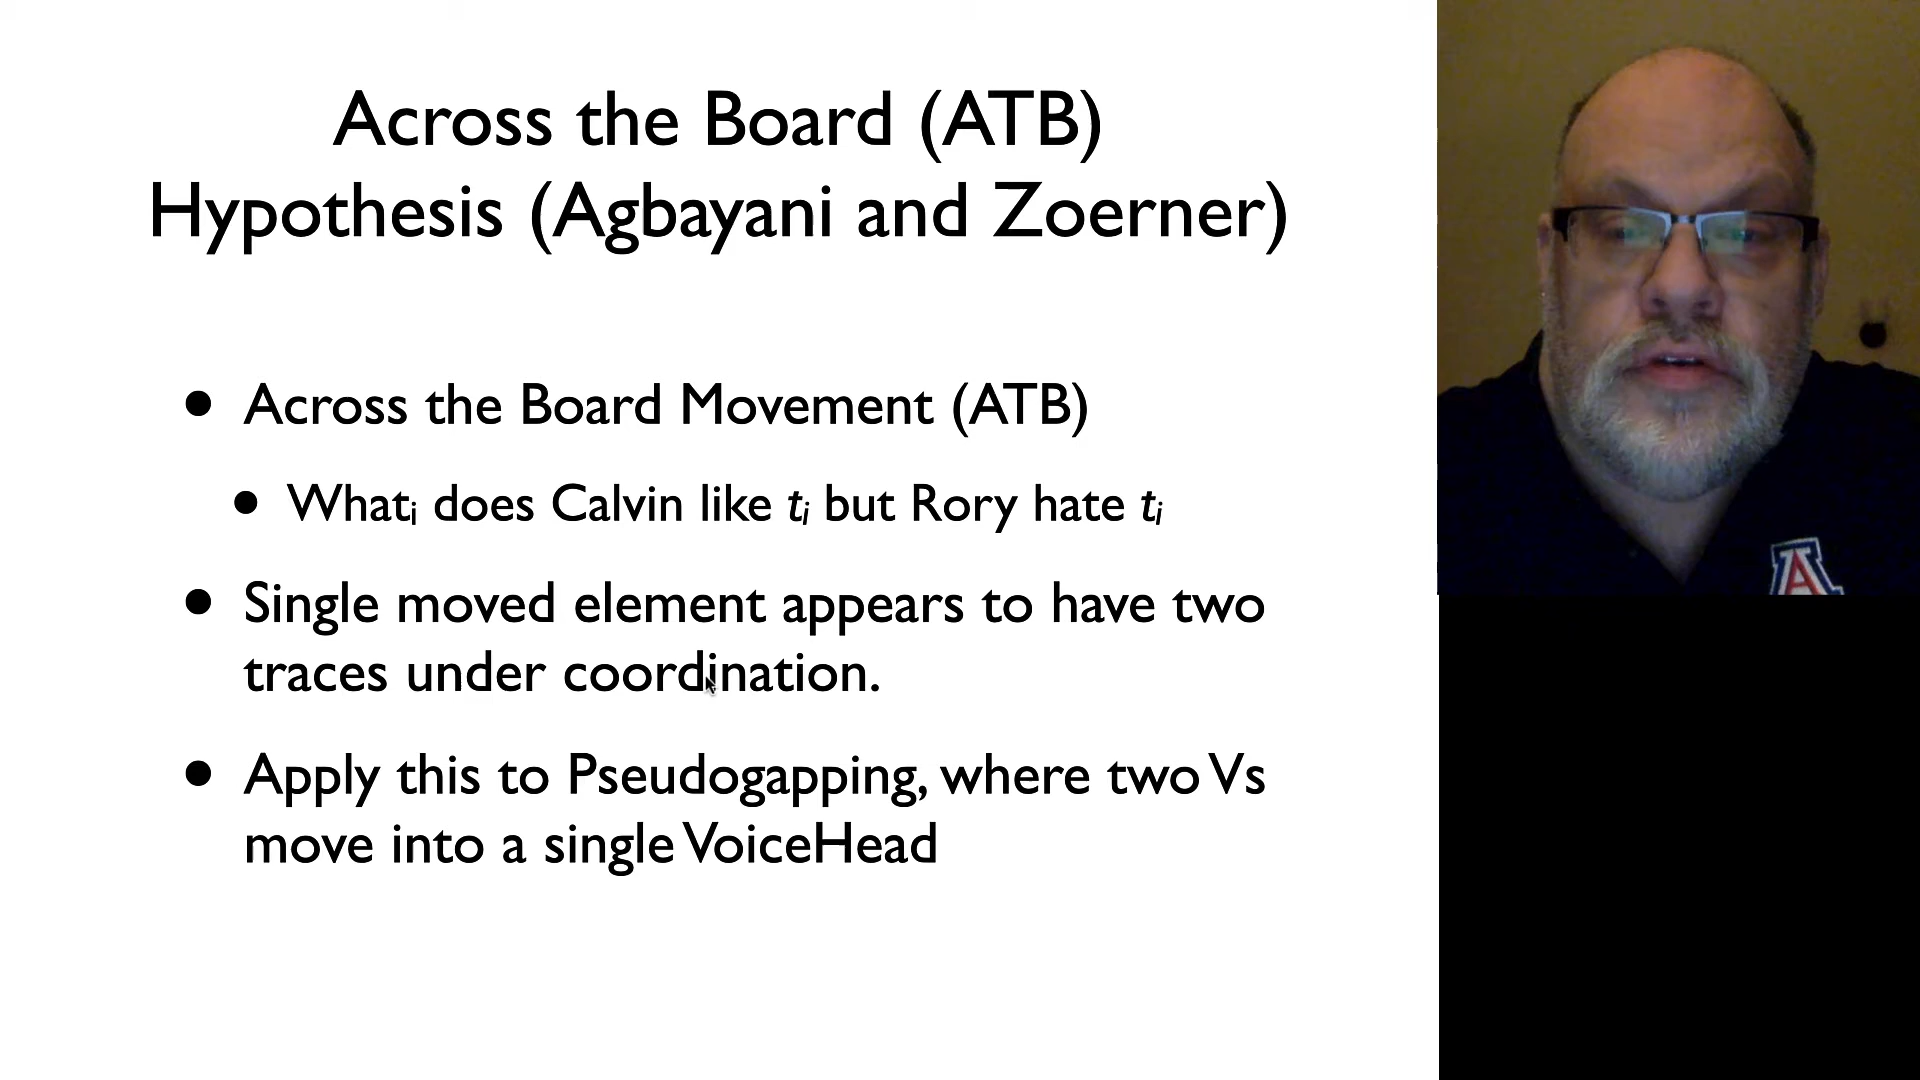 Across the Board (ATB)
Hypothesis (Agbayani and Zoerner)
• Across the Board Movement (ATB)
• Whatᵢ does Calvin like tᵢ but Rory hate tᵢ
• Single moved element appears to have two
traces under coordination.
• Apply this to Pseudogapping, where two Vs
move into a single VoiceHead
A